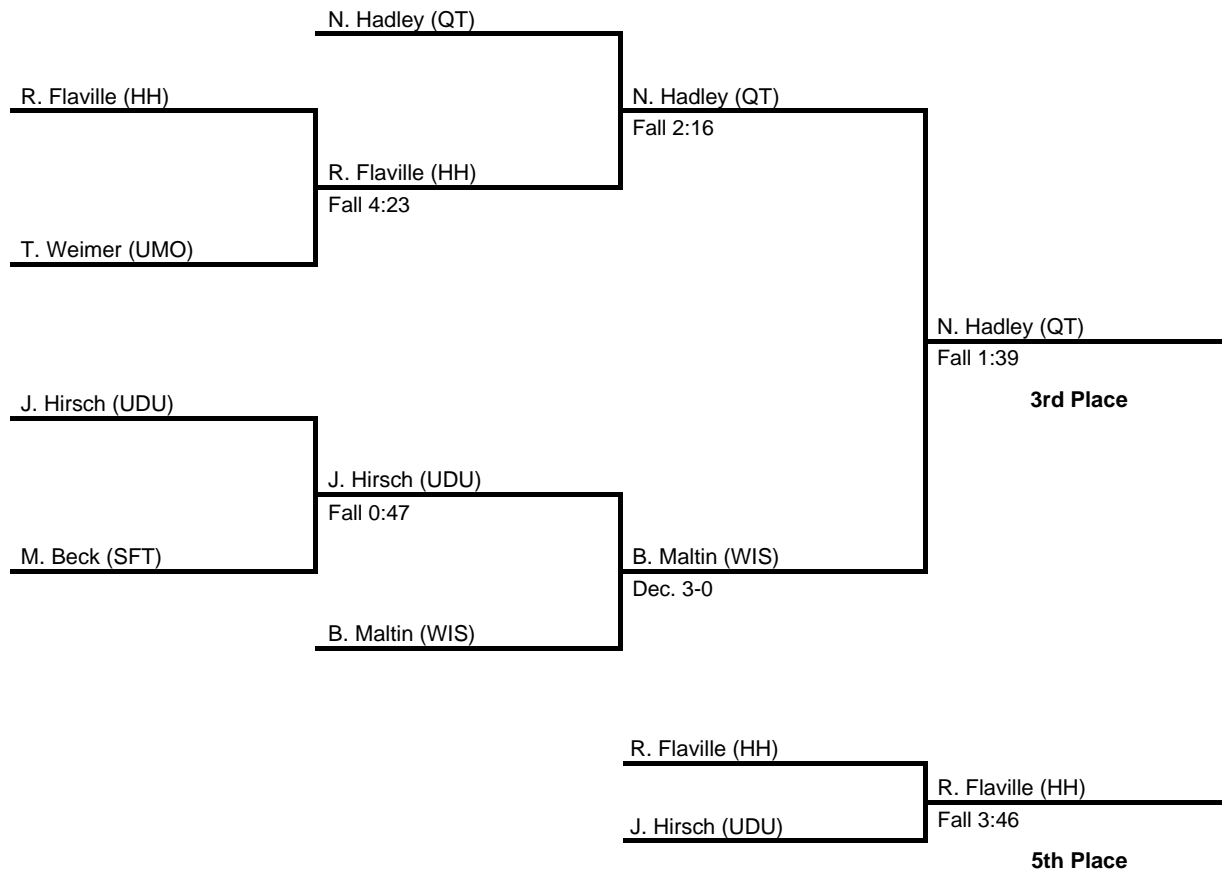 N. Hadley (QT)
R. Flaville (HH)
N. Hadley (QT)
Fall 2:16
R. Flaville (HH)
Fall 4:23
T. Weimer (UMO)
N. Hadley (QT)
Fall 1:39
3rd Place
J. Hirsch (UDU)
J. Hirsch (UDU)
Fall 0:47
M. Beck (SFT)
B. Maltin (WIS)
Dec. 3-0
B. Maltin (WIS)
R. Flaville (HH)
R. Flaville (HH)
Fall 3:46
J. Hirsch (UDU)
5th Place